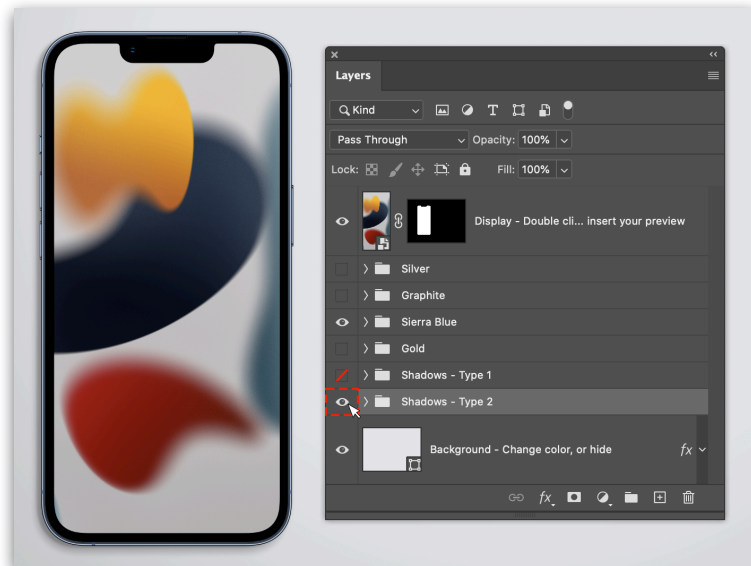 Layers
Kind
Pass Through Opacity: 100%
Lock: Fill: 100%
Display - Double cli... insert your preview
Silver
Graphite
Sierra Blue
Gold
Shadows - Type 1
Shadows - Type 2
Background - Change color, or hide fx
fx